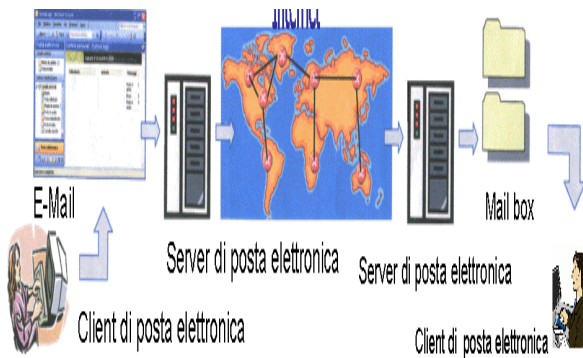 Internet
E-Mail
Server di posta elettronica
Server di posta elettronica
Mail box
Client di posta elettronica
Client di posta elettronica